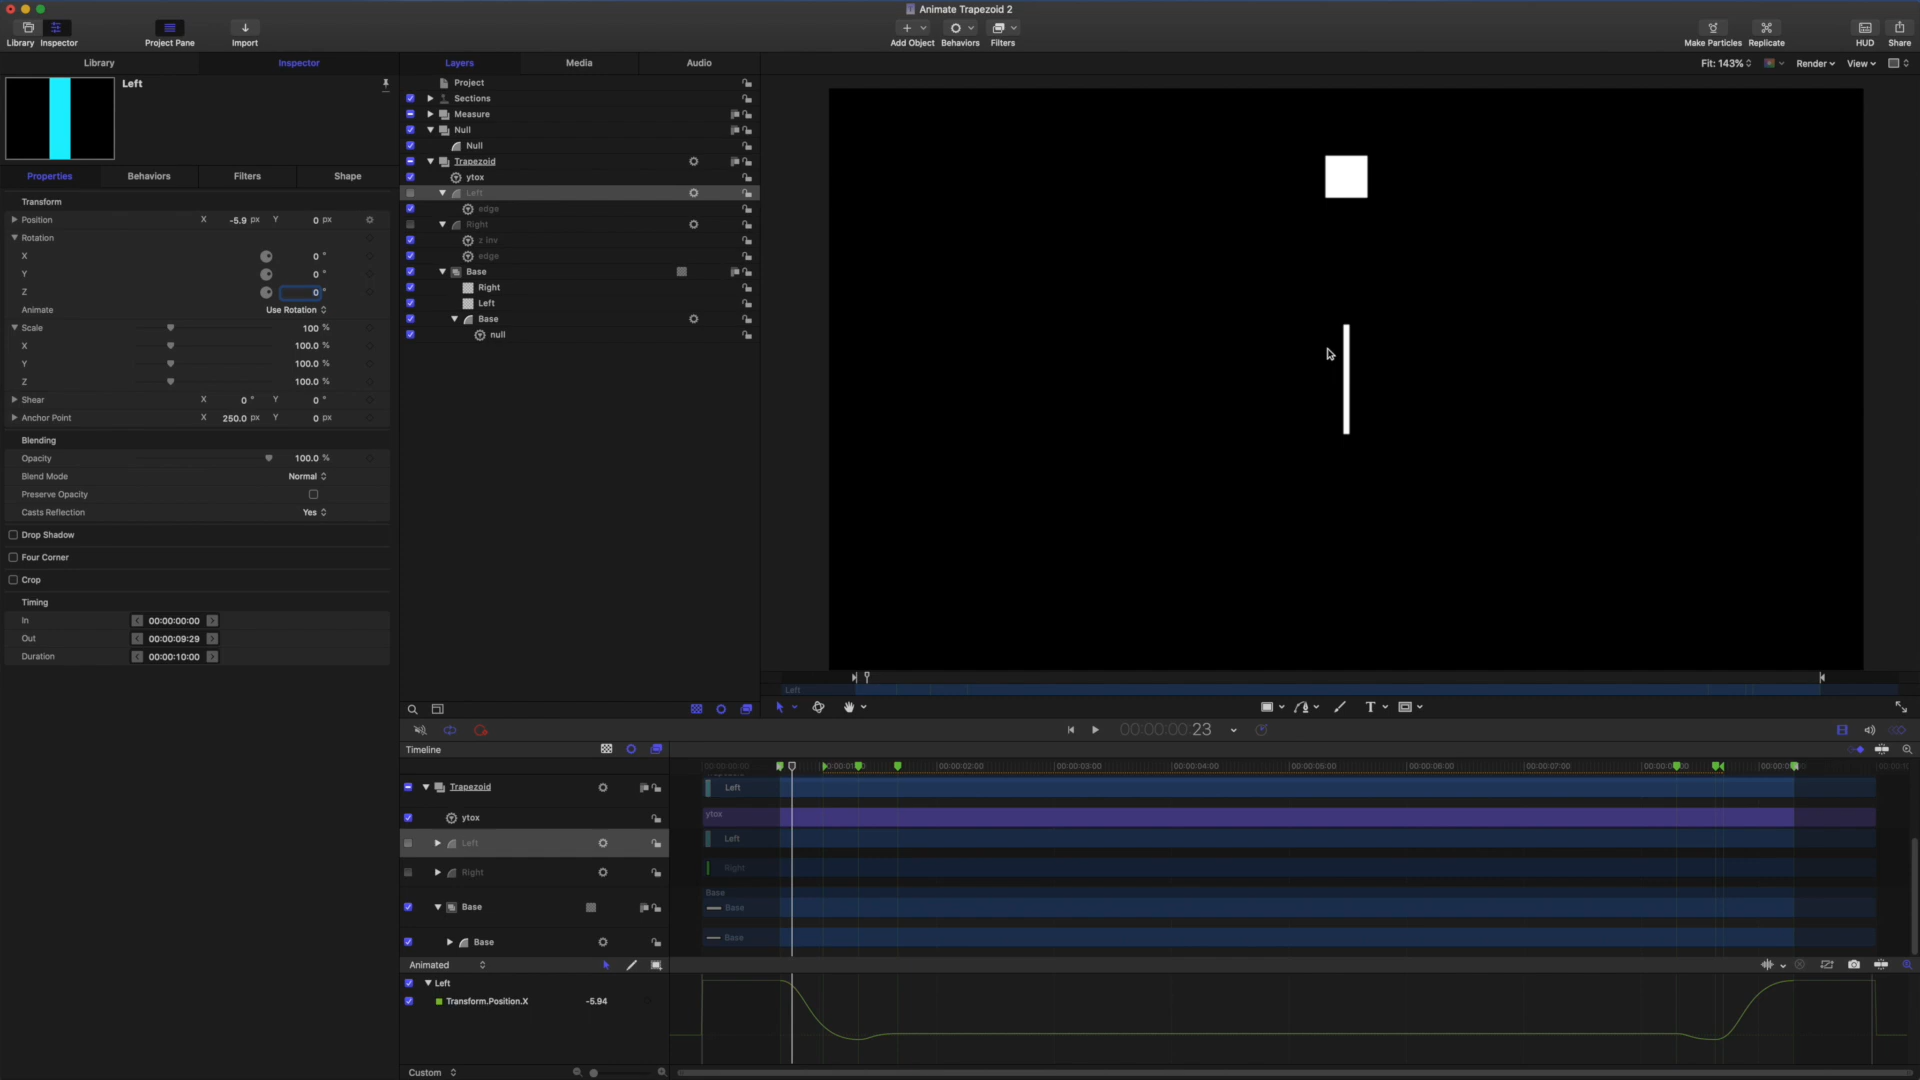 Animate Trapezoid 2
Library
Inspector
Project Pane
Import
Add Object
Behaviors
Filters
Make Particles
Replicate
HUD
Share
Library
Inspector
Layers
Media
Audio
Fit: 143%
Render
View
Left
Project
Sections
Measure
Null
Null
Trapezoid
ytox
Left
edge
Right
z inv
edge
Base
Right
Left
Base
null
Properties
Behaviors
Filters
Shape
Transform
Position X -5.9 px Y 0 px
Rotation
X 0 °
Y 0 °
Z 0 °
Animate Use Rotation
Scale 100 %
X 100.0 %
Y 100.0 %
Z 100.0 %
Shear X 0 ° Y 0 °
Anchor Point X 250.0 px Y 0 px
Blending
Opacity 100.0 %
Blend Mode Normal
Preserve Opacity
Casts Reflection Yes
Drop Shadow
Four Corner
Crop
Timing
In 00:00:00:00
Out 00:00:09:29
Duration 00:00:10:00
Left
T
00:00:00:23
Timeline
00:00:00:00 00:00:02:00 00:00:03:00 00:00:04:00 00:00:05:00 00:00:06:00 00:00:07:00
Trapezoid
Left
ytox
ytox
Left
Left
Right
Right
Base
Base
Base
Base
Base
Animated
Left
Transform.Position.X -5.94
Custom